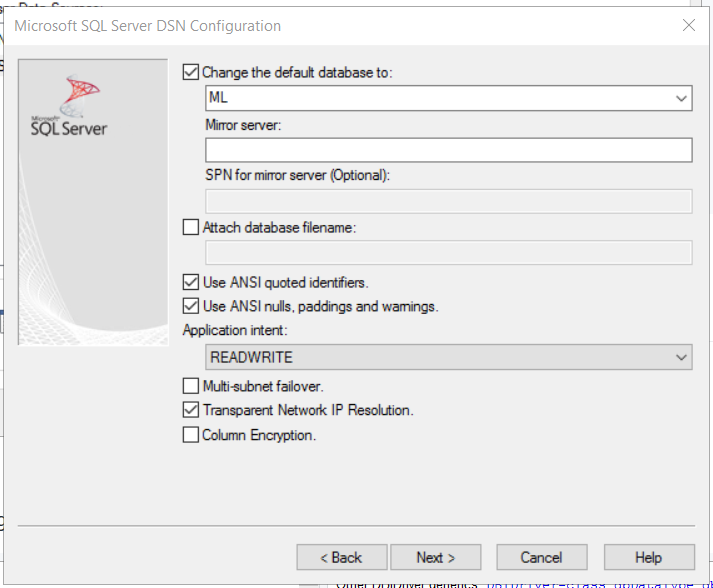 Microsoft SQL Server DSN Configuration
Microsoft
SQL Server
Change the default database to:
ML
Mirror server:
SPN for mirror server (Optional):
Attach database filename:
Use ANSI quoted identifiers.
Use ANSI nulls, paddings and warnings.
Application intent:
READWRITE
Multi-subnet failover.
Transparent Network IP Resolution.
Column Encryption.
< Back
Next >
Cancel
Help